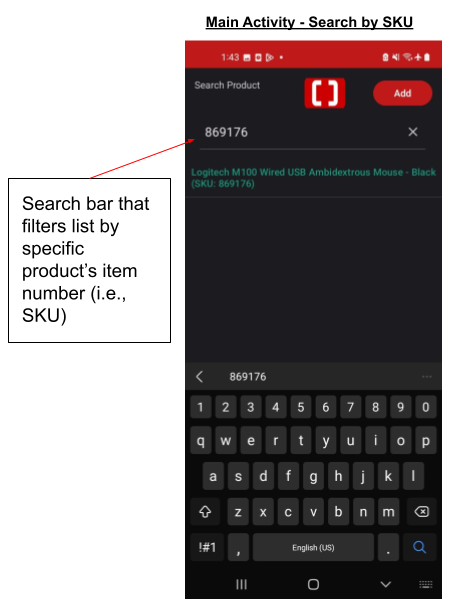 Main Activity - Search by SKU
1:43
Search Product
Add
869176
Logitech M100 Wired USB Ambidextrous Mouse - Black
(SKU: 869176)
Search bar that
filters list by
specific
product’s item
number (i.e.,
SKU)
869176
1 2 3 4 5 6 7 8 9 0
q w e r t y u i o p
a s d f g h j k l
z x c v b n m
!#1 , English (US) .